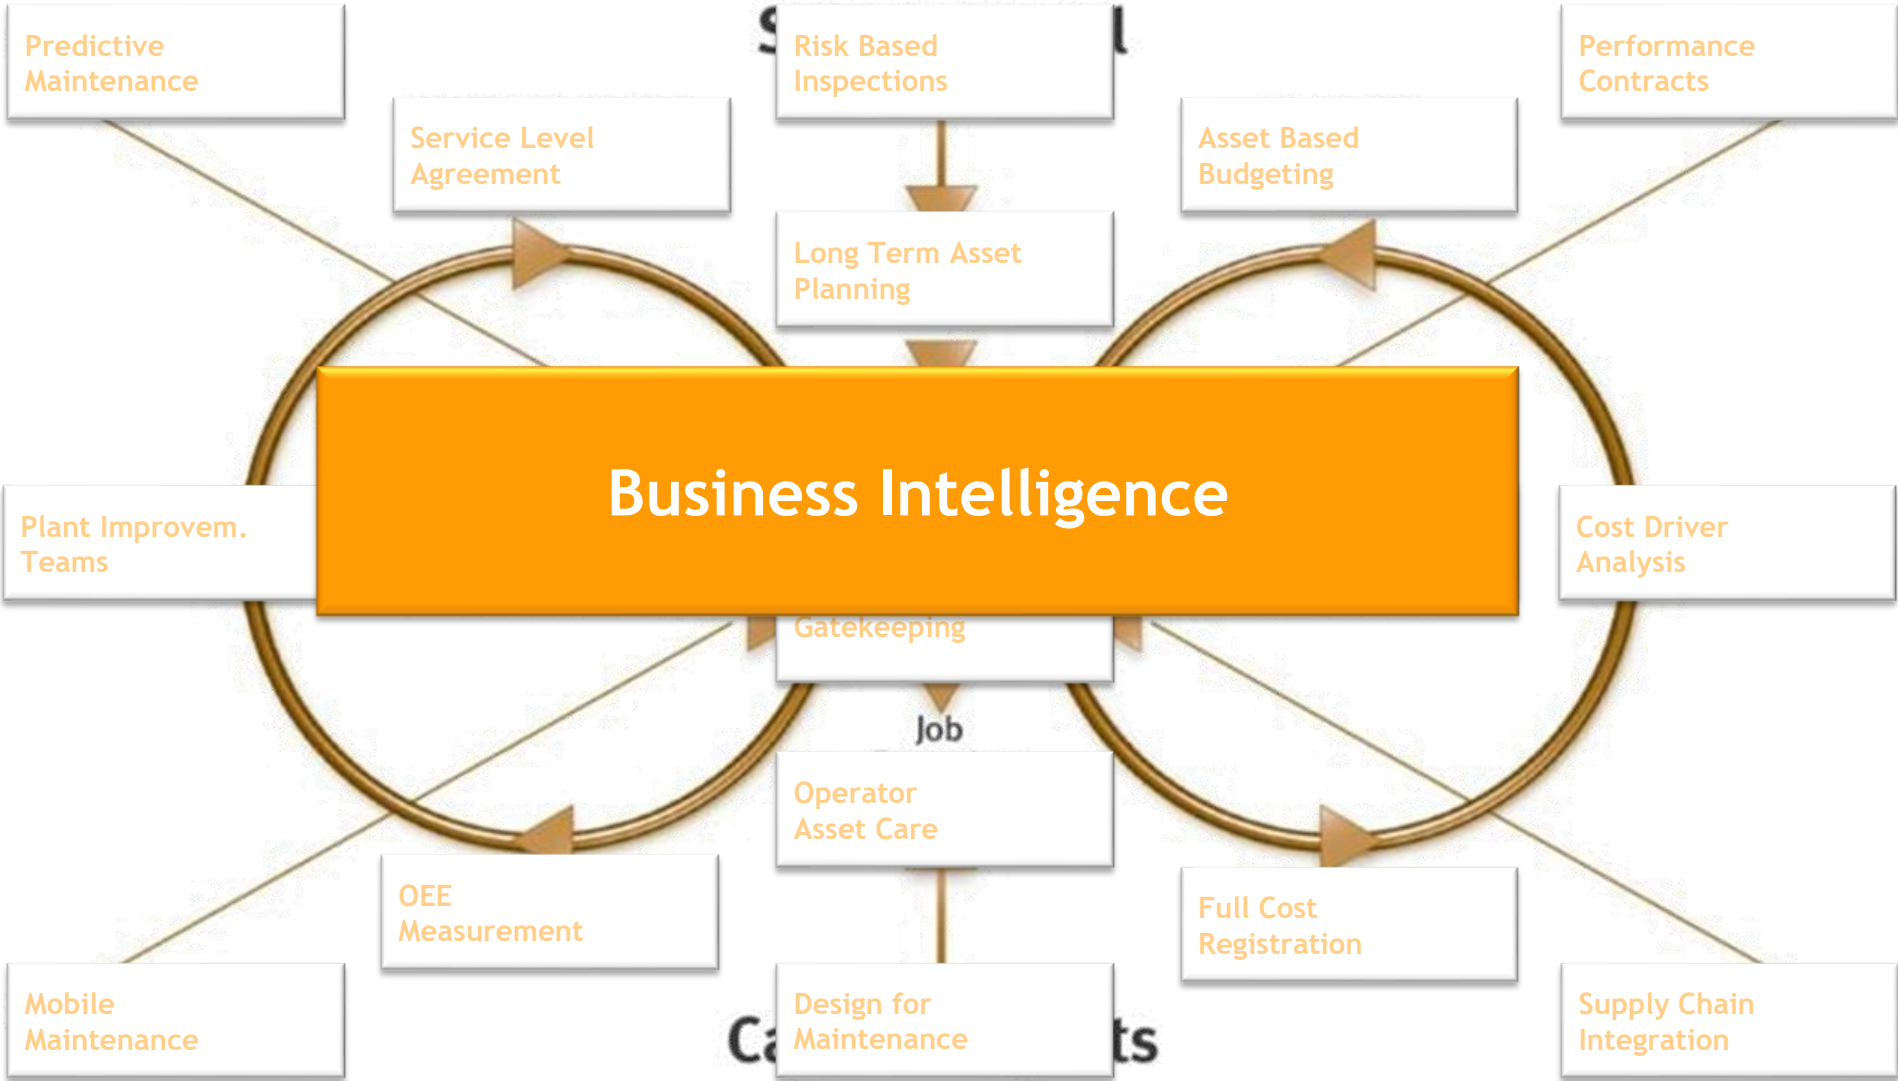 Predictive
Maintenance
Risk Based
Inspections
Performance
Contracts
Service Level
Agreement
Asset Based
Budgeting
Long Term Asset
Planning
Business Intelligence
Plant Improvem.
Teams
Cost Driver
Analysis
Gatekeeping
Job
Operator
Asset Care
OEE
Measurement
Full Cost
Registration
Mobile
Maintenance
Design for
Maintenance
Supply Chain
Integration